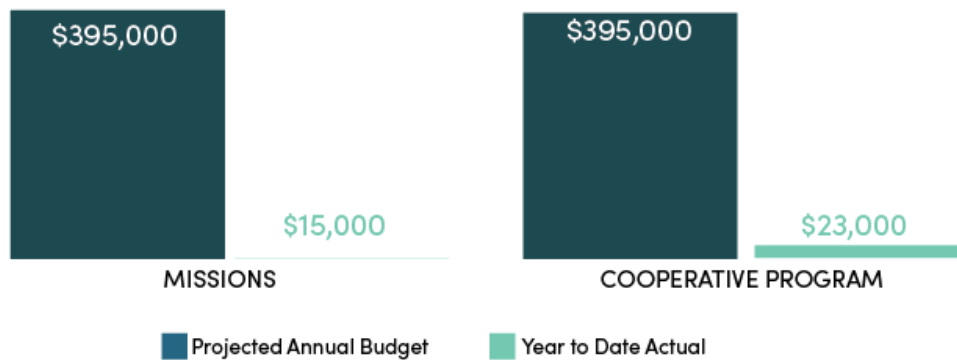 $395,000
$15,000
MISSIONS
$395,000
$23,000
COOPERATIVE PROGRAM
Projected Annual Budget
Year to Date Actual